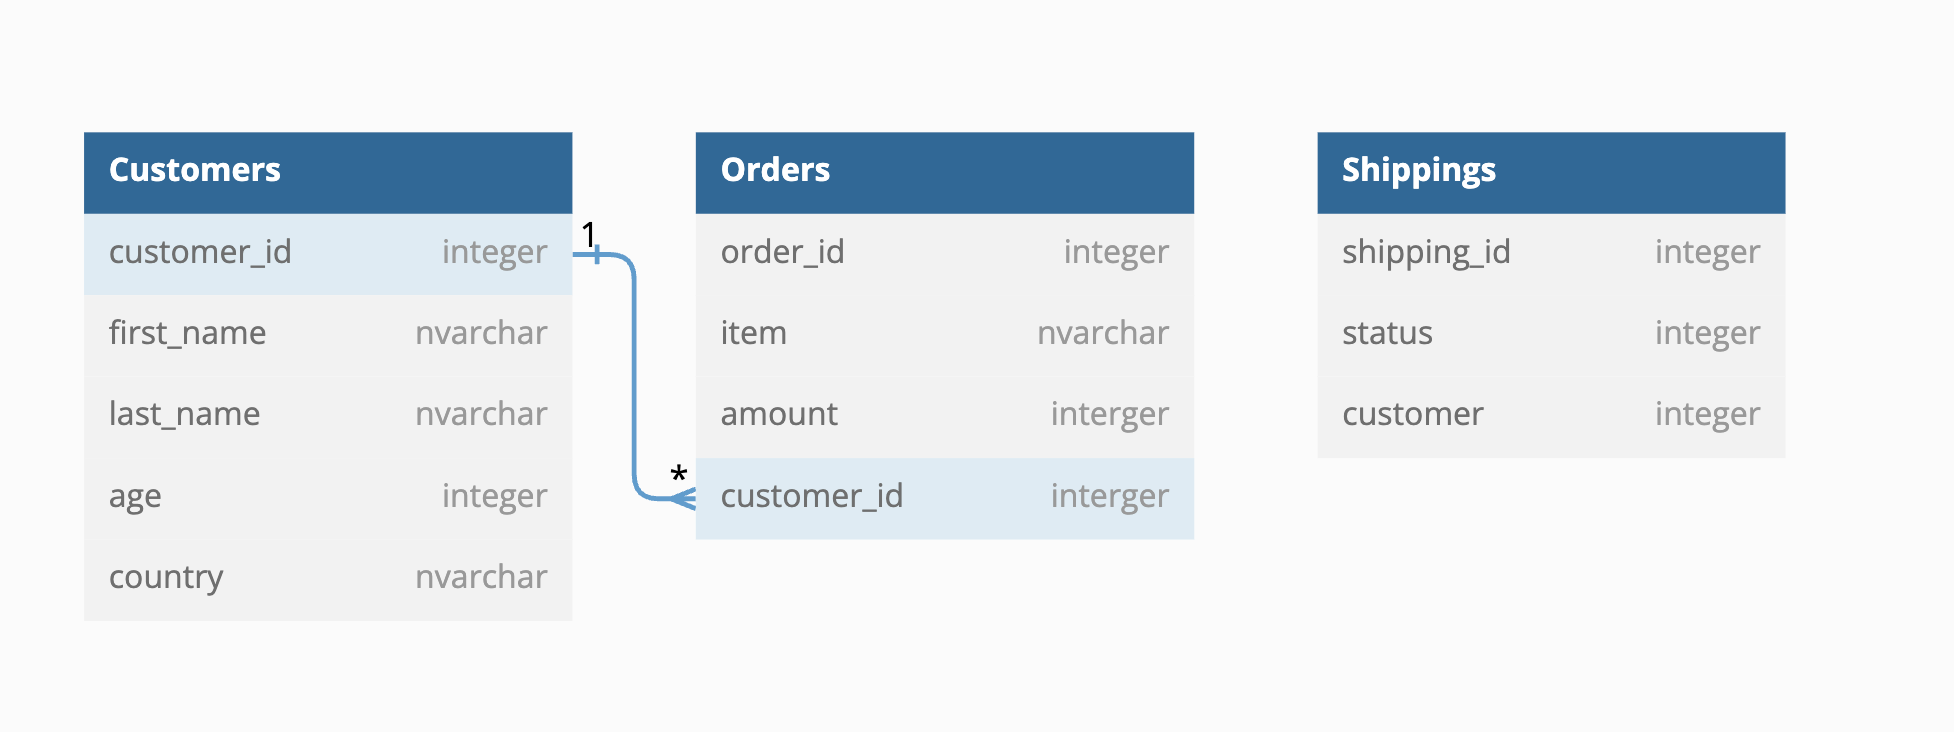 Customers
customer_id integer
first_name nvarchar
last_name nvarchar
age integer
country nvarchar
1
*
Orders
order_id integer
item nvarchar
amount interger
customer_id interger
Shippings
shipping_id integer
status integer
customer integer